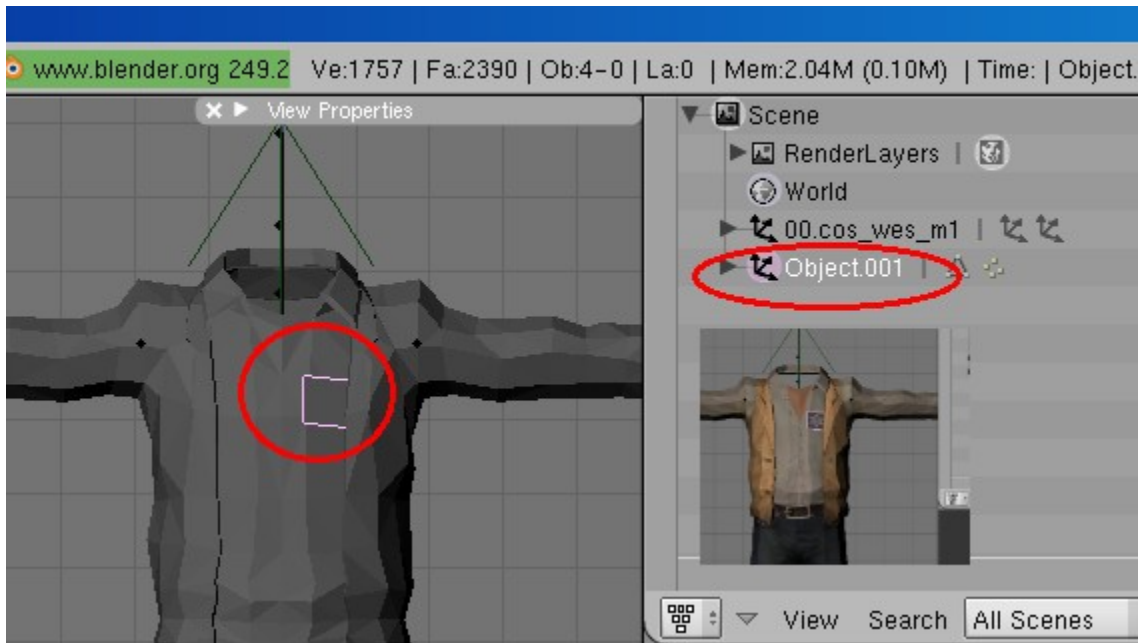 www.blender.org 249.2 Ve:1757 | Fa:2390 | Ob:4-0 | La:0 | Mem:2.04M (0.10M) | Time: | Object.
View Properties
Scene
RenderLayers |
World
00.cos_wes_m1 |
Object.001 |
View Search All Scenes